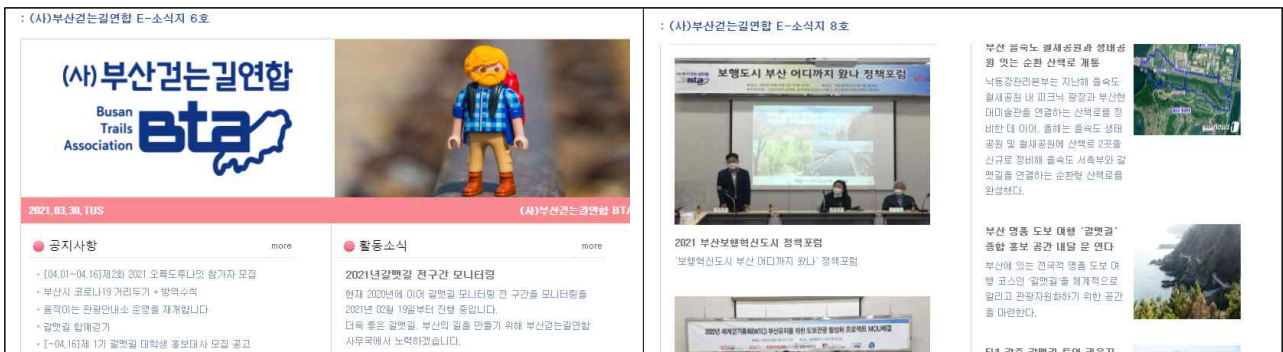 : (사)부산걷는길연합 E-소식지 6호
(사)부산걷는길연합
Busan
Trails
Association
Bta
2021.03.30. TUS
(사)부산걷는길연합 BTA
공지사항
more
• [04.01~04.16]제2회 2021 오륙도투나잇 참가자 모집
• 부산시 코로나19 거리두기 + 방역수칙
• 움직이는 관광안내소 운영을 재개합니다
• 갈맷길 함께걷기
• [~04.16]제 1기 갈맷길 대학생 홍보대사 모집 공고
활동소식
more
2021년갈맷길 전구간 모니터링
현재 2020년에 이어 갈맷길 모니터링 전 구간을 모니터링을
2021년 02월 19일부터 진행 중입니다.
더욱 좋은 갈맷길, 부산의 길을 만들기 위해 부산걷는길연합
사무국에서 노력하겠습니다.
: (사)부산걷는길연합 E-소식지 8호
보행도시 부산 어디까지 왔나 정책포럼
2021 부산보행혁신도시 정책포럼
'보행혁신도시 부산 어디까지 왔나' 정책포럼
부산 을숙도 철새공원과 생태공
원 잇는 순환 산책로 개통
낙동강관리본부는 지난해 을숙도
철새공원 내 피크닉 광장과 부산현
대미술관을 연결하는 산책로를 정
비한 데 이어, 올해는 을숙도 생태
공원 및 철새공원에 산책로 2곳을
신규로 정비해 을숙도 서측부와 갈
맷길을 연결하는 순환형 산책로를
완성했다.
부산 명품 도보 여행 '갈맷길'
종합 홍보 공간 내달 문 연다
부산에 있는 전국적 명품 도보 여
행 코스인 '갈맷길'을 체계적으로
알리고 관광자원화하기 위한 공간
을 마련한다.